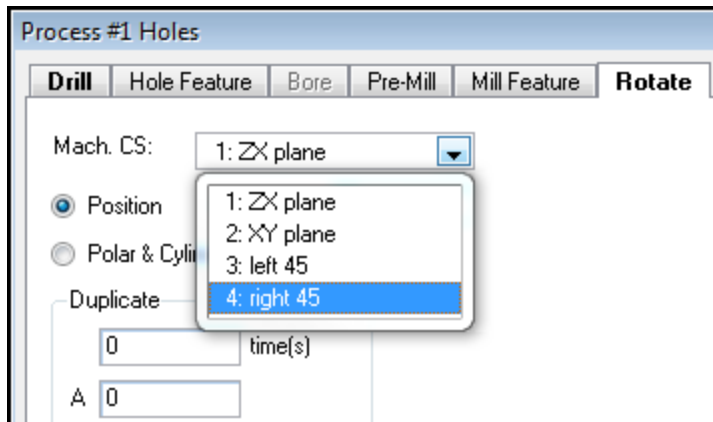 Process #1 Holes
Drill Hole Feature Bore Pre-Mill Mill Feature Rotate
Mach. CS: 1: ZX plane
Position
1: ZX plane
2: XY plane
Polar & Cylin
3: left 45
4: right 45
Duplicate
0 time(s)
A 0